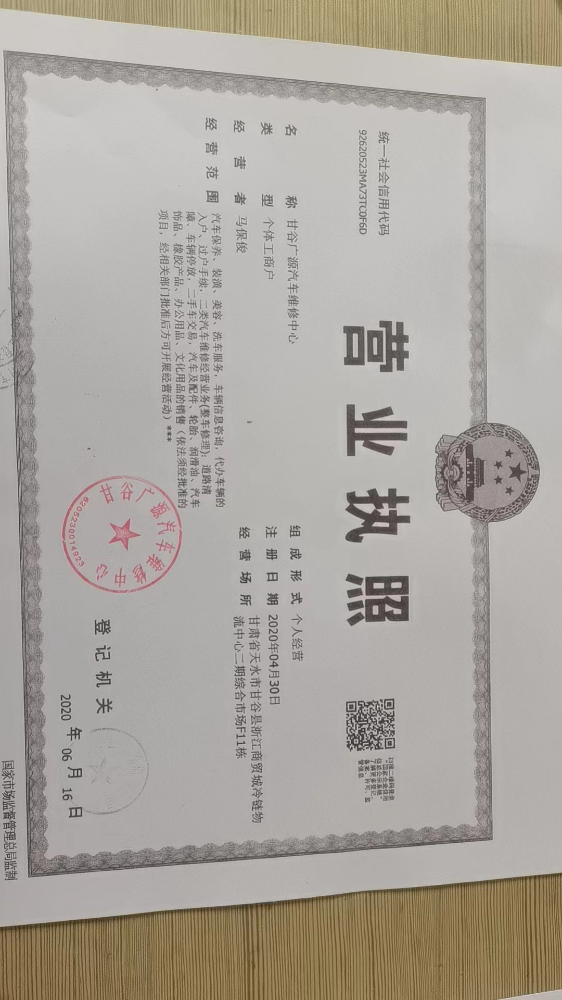 统一社会信用代码
92620523MA73TC0F6D
营业执照
扫描二维码登录
“国家企业信用
信息公示系统”
了解更多登记、
备案、许可、监
管信息
名称 甘谷广源汽车维修中心
类型 个体工商户
经营者 马保俊
经营范围 汽车保养、装潢、美容、洗车服务，车辆信息咨询，代办车辆的
入户、过户手续，二类汽车维修经营业务(整车修理)；道路清
障、车辆停放，二手车交易，汽车及配件、轮胎、润滑油、汽车
饰品、橡胶产品、办公用品、文化用品的销售（依法须经批准的
项目，经相关部门批准后方可开展经营活动）***
组成形式 个人经营
注册日期 2020年04月30日
经营场所 甘肃省天水市甘谷县浙江商贸城冷链物
流中心二期综合市场F11栋
甘谷广源汽车维修中心
6205230014923
登记机关
2020 年 06 月 16 日
国家市场监督管理总局监制